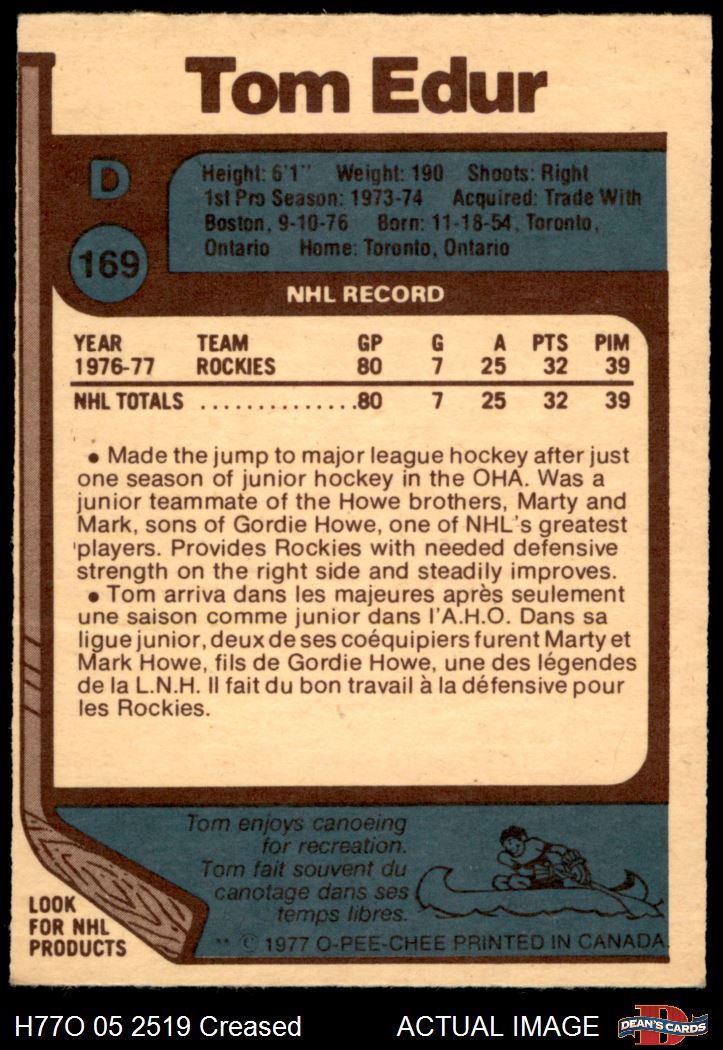 Tom Edur
D
Height: 6'1" Weight: 190 Shoots: Right
1st Pro Season: 1973-74 Acquired: Trade With
Boston, 9-10-76 Born: 11-18-54, Toronto,
Ontario Home: Toronto, Ontario
169
NHL RECORD
YEAR TEAM GP G A PTS PIM
1976-77 ROCKIES 80 7 25 32 39
NHL TOTALS ..............80 7 25 32 39
• Made the jump to major league hockey after just
one season of junior hockey in the OHA. Was a
junior teammate of the Howe brothers, Marty and
Mark, sons of Gordie Howe, one of NHL's greatest
players. Provides Rockies with needed defensive
strength on the right side and steadily improves.
• Tom arriva dans les majeures après seulement
une saison comme junior dans l'A.H.O. Dans sa
ligue junior, deux de ses coéquipiers furent Marty et
Mark Howe, fils de Gordie Howe, une des légendes
de la L.N.H. Il fait du bon travail à la défensive pour
les Rockies.
Tom enjoys canoeing
for recreation.
Tom fait souvent du
canotage dans ses
temps libres.
LOOK
FOR NHL
PRODUCTS
** © 1977 O-PEE-CHEE PRINTED IN CANADA
H77O 05 2519 Creased ACTUAL IMAGE
D
DEAN'S CARDS